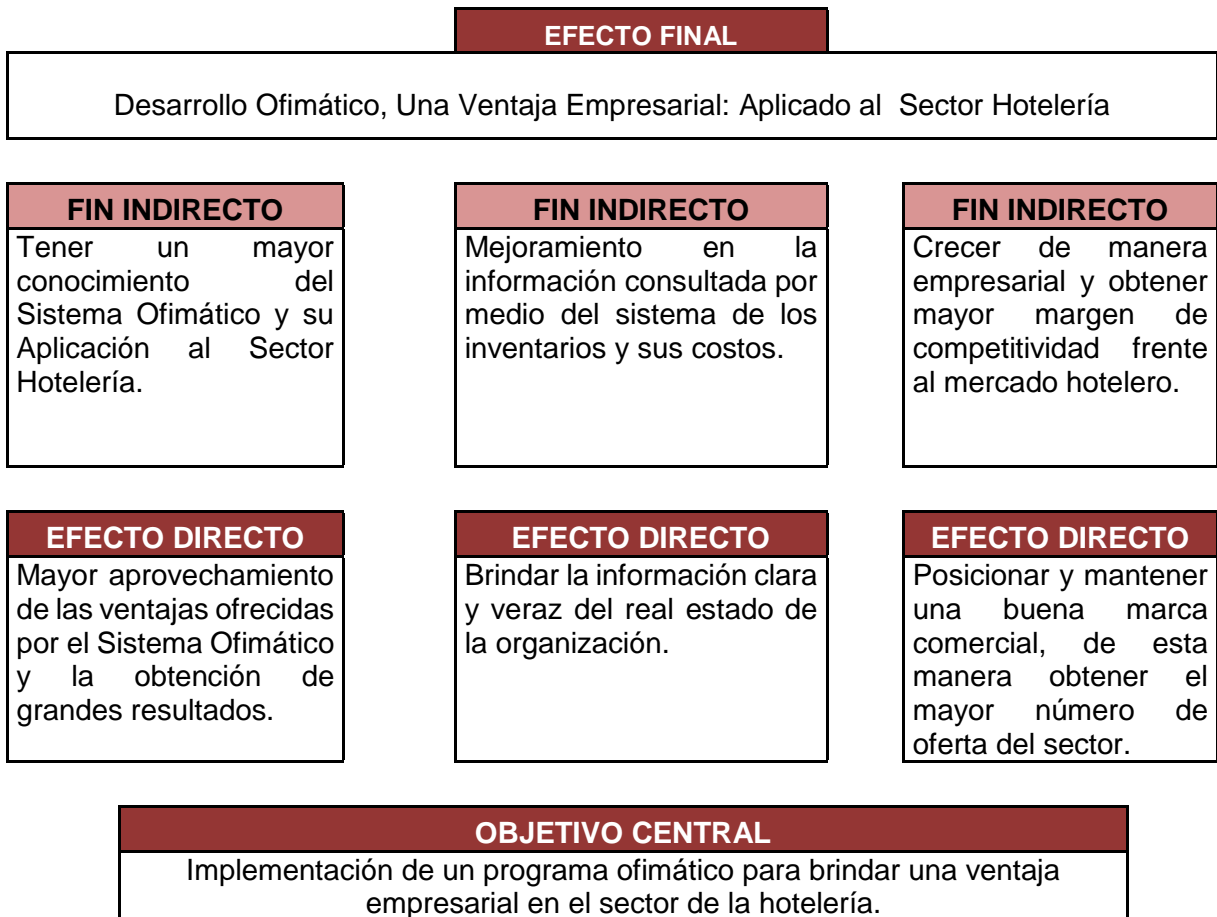 EFECTO FINAL
Desarrollo Ofimático, Una Ventaja Empresarial: Aplicado al Sector Hotelería
FIN INDIRECTO
Tener un mayor
conocimiento del
Sistema Ofimático y su
Aplicación al Sector
Hotelería.
FIN INDIRECTO
Mejoramiento en la
información consultada por
medio del sistema de los
inventarios y sus costos.
FIN INDIRECTO
Crecer de manera
empresarial y obtener
mayor margen de
competitividad frente
al mercado hotelero.
EFECTO DIRECTO
Mayor aprovechamiento
de las ventajas ofrecidas
por el Sistema Ofimático
y la obtención de
grandes resultados.
EFECTO DIRECTO
Brindar la información clara
y veraz del real estado de
la organización.
EFECTO DIRECTO
Posicionar y mantener
una buena marca
comercial, de esta
manera obtener el
mayor número de
oferta del sector.
OBJETIVO CENTRAL
Implementación de un programa ofimático para brindar una ventaja
empresarial en el sector de la hotelería.